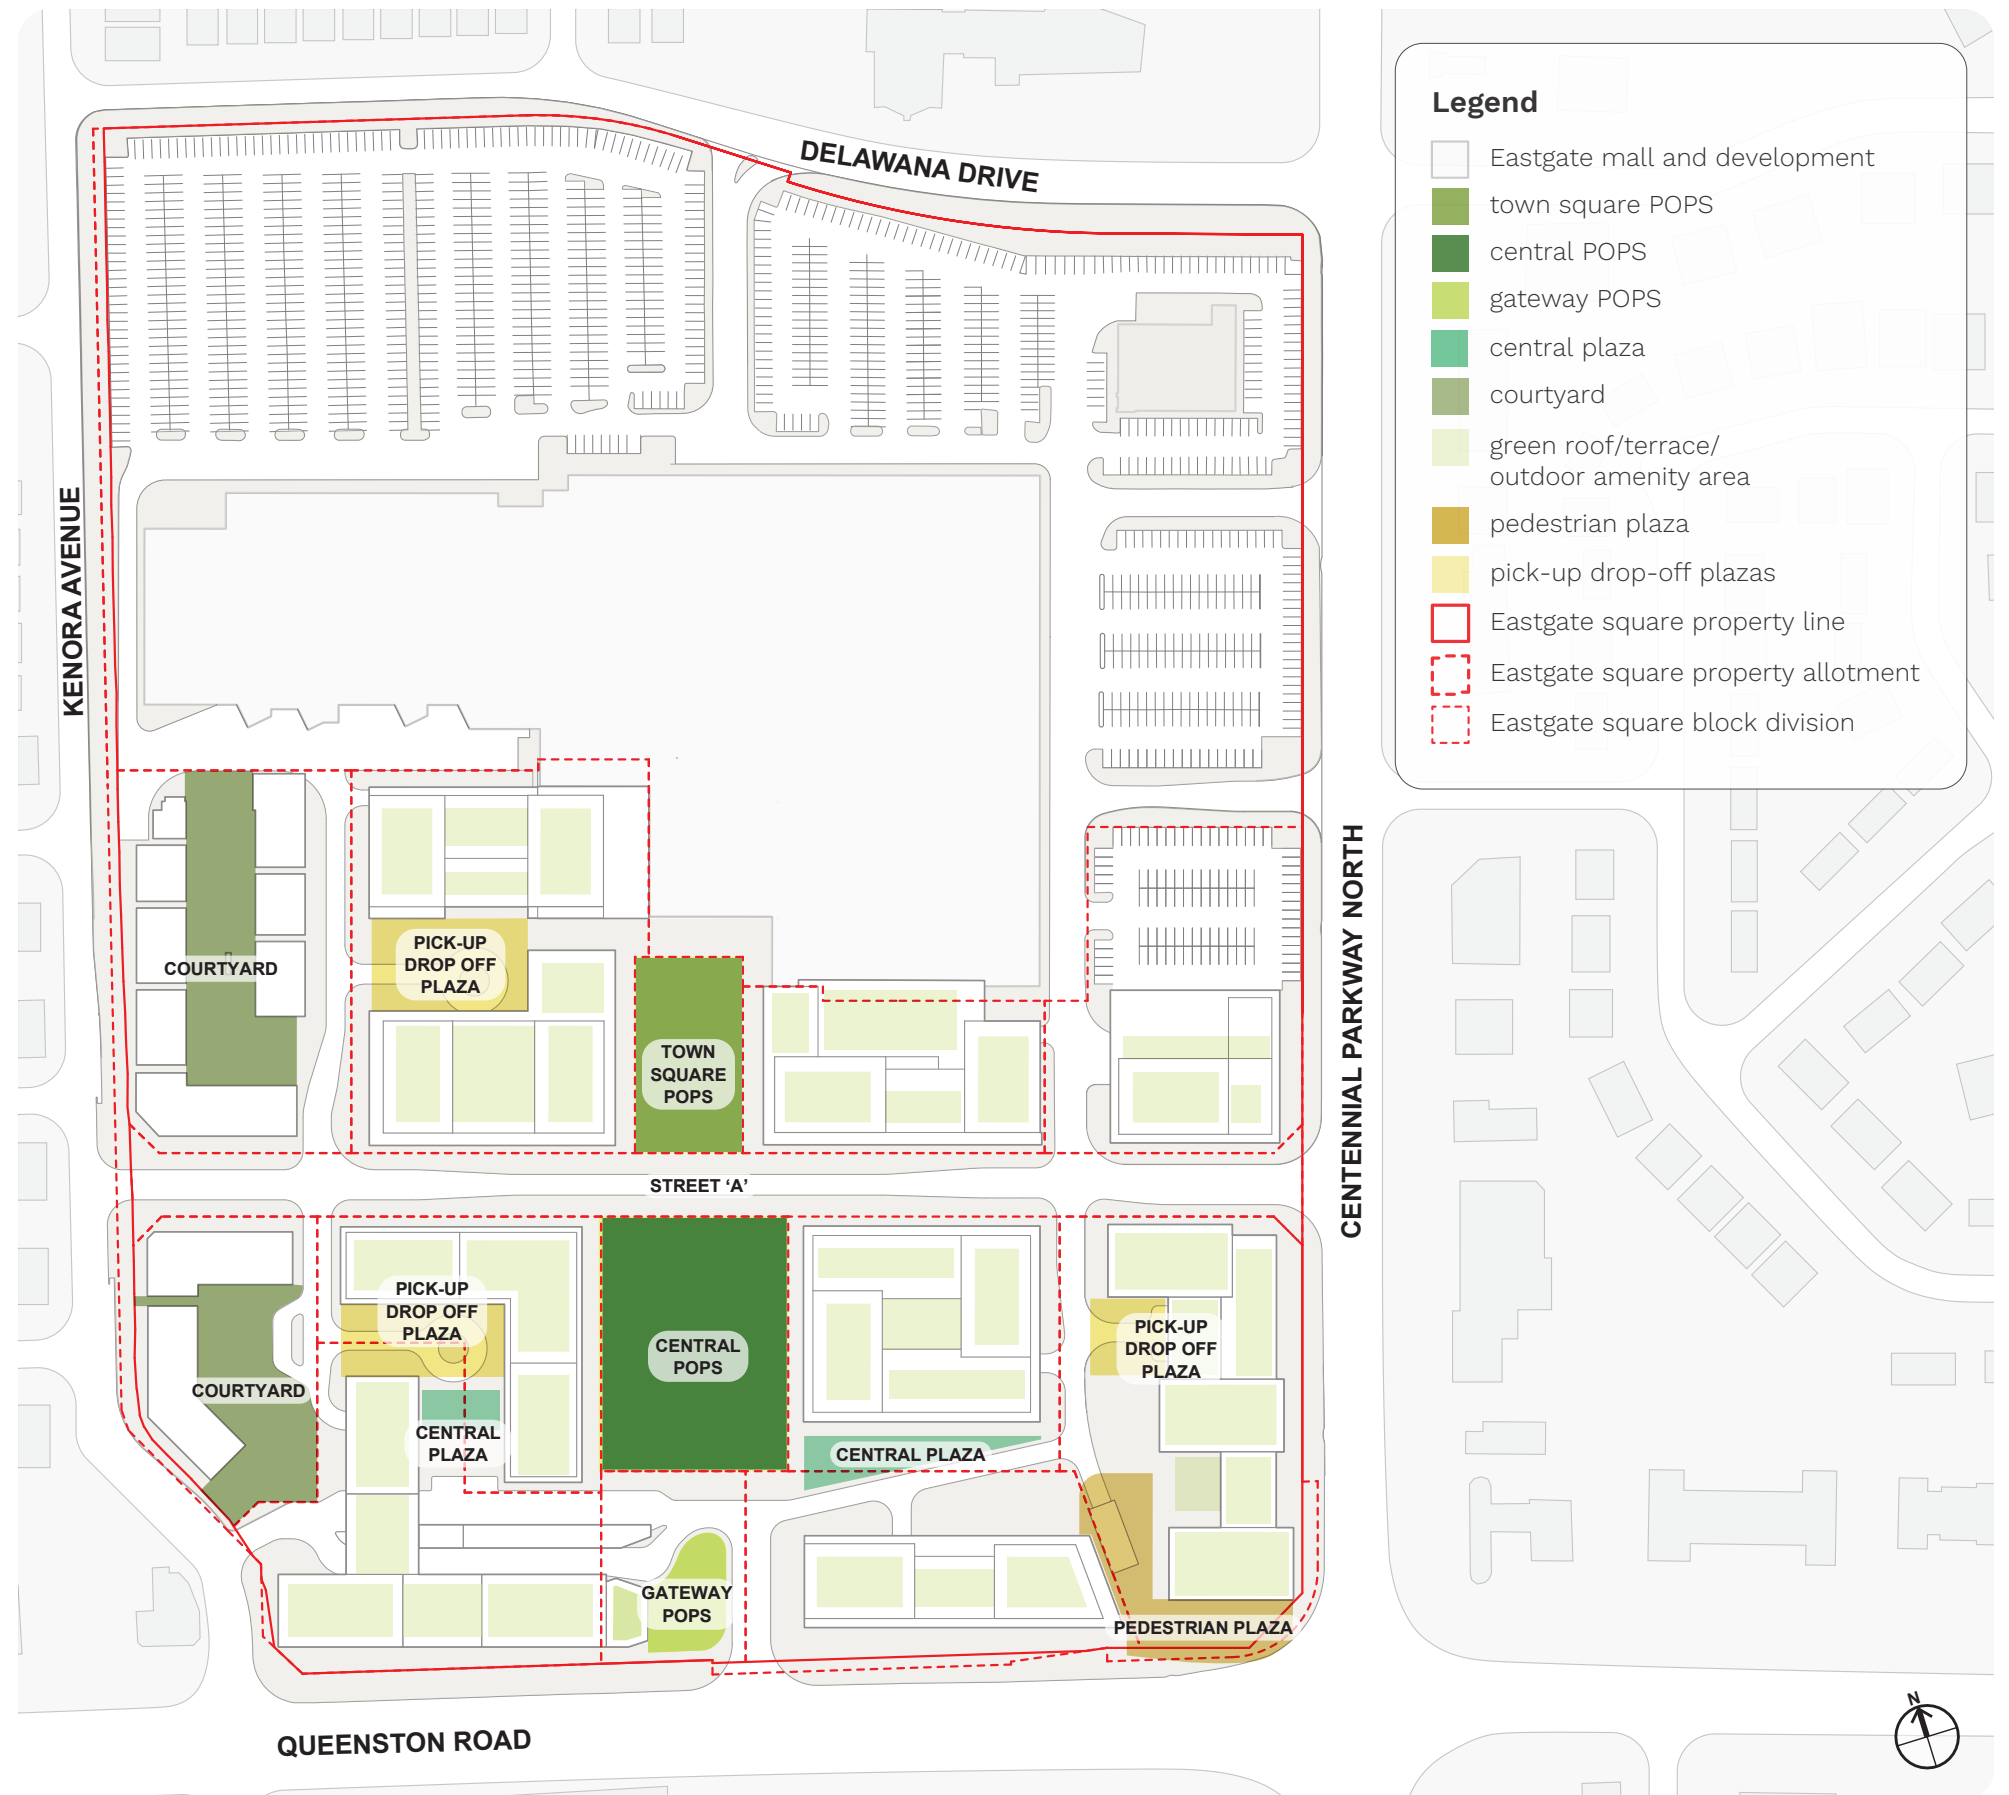 DELAWANA DRIVE
Legend
Eastgate mall and development
town square POPS
central POPS
gateway POPS
central plaza
courtyard
green roof/terrace/
outdoor amenity area
pedestrian plaza
pick-up drop-off plazas
Eastgate square property line
Eastgate square property allotment
Eastgate square block division
KENORA AVENUE
CENTENNIAL PARKWAY NORTH
COURTYARD
PICK-UP
DROP OFF
PLAZA
TOWN
SQUARE
POPS
STREET ‘A’
PICK-UP
DROP OFF
PLAZA
CENTRAL
POPS
PICK-UP
DROP OFF
PLAZA
COURTYARD
CENTRAL
PLAZA
CENTRAL PLAZA
GATEWAY
POPS
PEDESTRIAN PLAZA
QUEENSTON ROAD
N